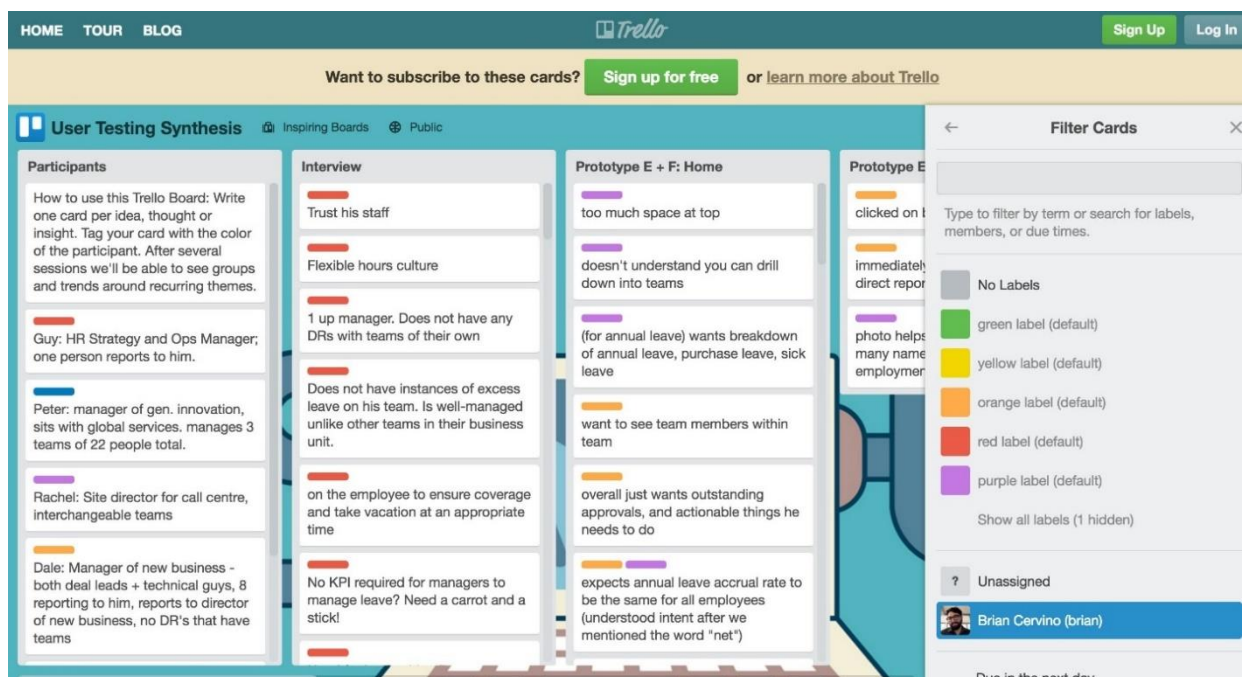 HOME TOUR BLOG
Trello
Sign Up Log In
Want to subscribe to these cards? Sign up for free or learn more about Trello
User Testing Synthesis Inspiring Boards Public
Participants
How to use this Trello Board: Write
one card per idea, thought or
insight. Tag your card with the color
of the participant. After several
sessions we'll be able to see groups
and trends around recurring themes.
Guy: HR Strategy and Ops Manager;
one person reports to him.
Peter: manager of gen. innovation,
sits with global services. manages 3
teams of 22 people total.
Rachel: Site director for call centre,
interchangeable teams
Dale: Manager of new business -
both deal leads + technical guys, 8
reporting to him, reports to director
of new business, no DR's that have
teams
Interview
Trust his staff
Flexible hours culture
1 up manager. Does not have any
DRs with teams of their own
Does not have instances of excess
leave on his team. Is well-managed
unlike other teams in their business
unit.
on the employee to ensure coverage
and take vacation at an appropriate
time
No KPI required for managers to
manage leave? Need a carrot and a
stick!
Prototype E + F: Home
too much space at top
doesn't understand you can drill
down into teams
(for annual leave) wants breakdown
of annual leave, purchase leave, sick
leave
want to see team members within
team
overall just wants outstanding
approvals, and actionable things he
needs to do
expects annual leave accrual rate to
be the same for all employees
(understood intent after we
mentioned the word "net")
Prototype E
clicked on
immediately
direct repor
photo helps
many name
employmen
Filter Cards
Type to filter by term or search for labels,
members, or due times.
No Labels
green label (default)
yellow label (default)
orange label (default)
red label (default)
purple label (default)
Show all labels (1 hidden)
? Unassigned
Brian Cervino (brian)
Due in the next day